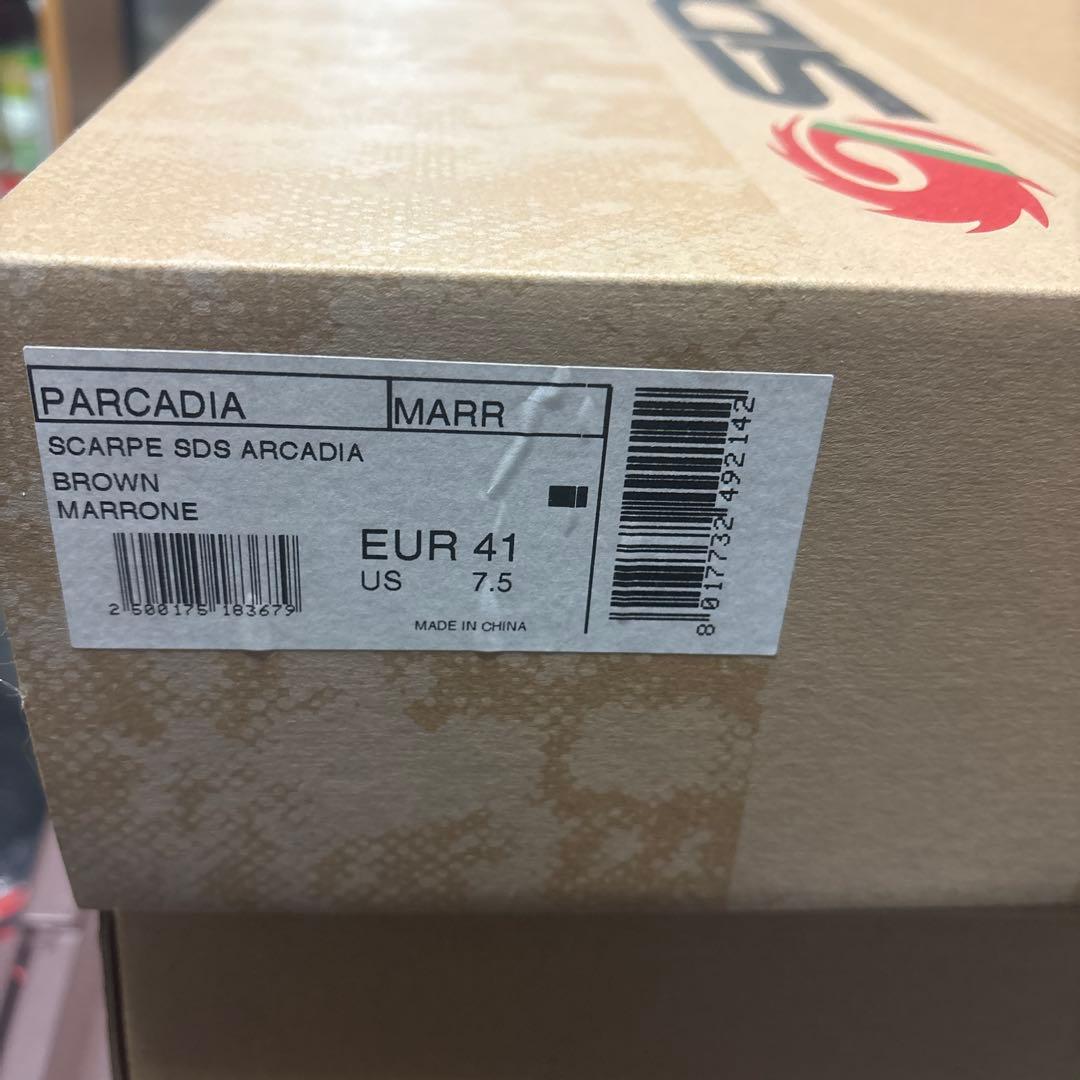 SDS
PARCADIA MARR
SCARPE SDS ARCADIA
BROWN
MARRONE
EUR 41
US 7.5
MADE IN CHINA
2 500175 183679
8 017732 492142